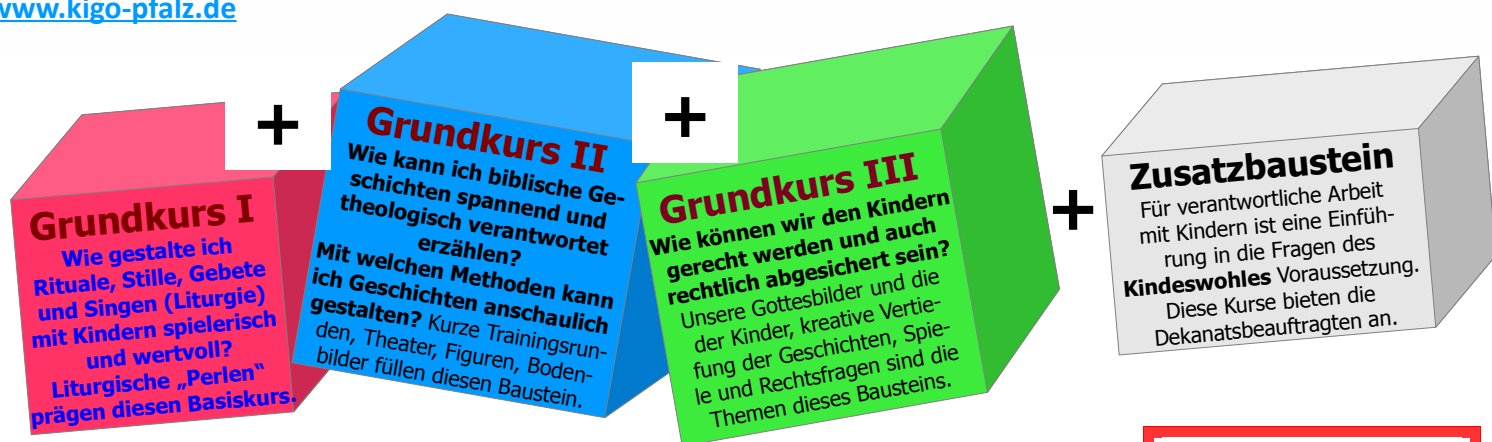 www.kigo-pfalz.de
+
+
+
Grundkurs I
Wie gestalte ich
Rituale, Stille, Gebete
und Singen (Liturgie)
mit Kindern spielerisch
und wertvoll?
Liturgische „Perlen“
prägen diesen Basiskurs.
Grundkurs II
Wie kann ich biblische Ge-
schichten spannend und
theologisch verantwortet
erzählen?
Mit welchen Methoden kann
ich Geschichten anschaulich
gestalten? Kurze Trainingsrun-
den, Theater, Figuren, Boden-
bilder füllen diesen Baustein.
Grundkurs III
Wie können wir den Kindern
gerecht werden und auch
rechtlich abgesichert sein?
Unsere Gottesbilder und die
der Kinder, kreative Vertie-
fung der Geschichten, Spie-
le und Rechtsfragen sind die
Themen dieses Bausteins.
Zusatzbaustein
Für verantwortliche Arbeit
mit Kindern ist eine Einfüh-
rung in die Fragen des
Kindeswohles Voraussetzung.
Diese Kurse bieten die
Dekanatsbeauftragten an.